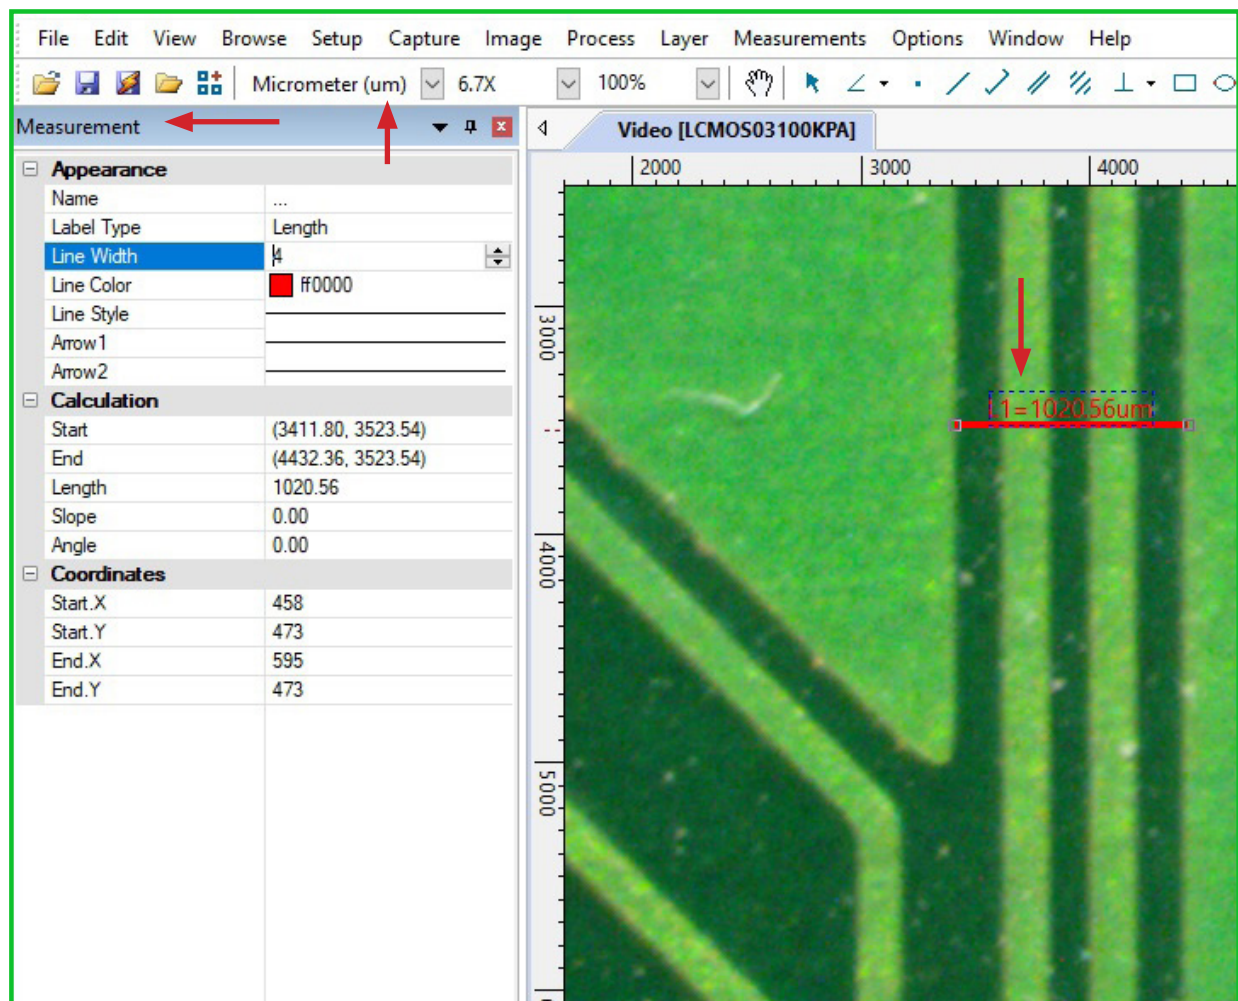 File Edit View Browse Setup Capture Image Process Layer Measurements Options Window Help
Micrometer (um) 6.7X 100%
Measurement
Video [LCMOS03100KPA]
2000 3000 4000
Appearance
Name ...
Label Type Length
Line Width 4
Line Color ff0000
Line Style
Arrow1
Arrow2
Calculation
Start (3411.80, 3523.54)
End (4432.36, 3523.54)
Length 1020.56
Slope 0.00
Angle 0.00
Coordinates
Start.X 458
Start.Y 473
End.X 595
End.Y 473
3000
4000
5000
L1=1020.56um